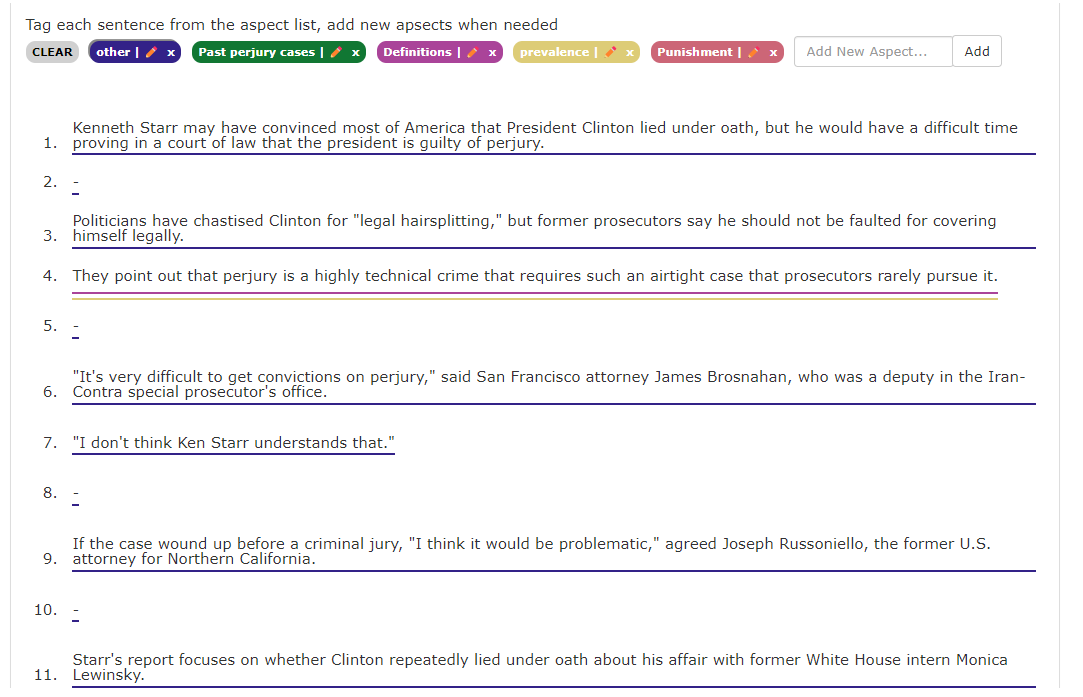 Tag each sentence from the aspect list, add new apsects when needed
CLEAR other | x Past perjury cases | x Definitions | x prevalence | x Punishment | x Add New Aspect... Add
Kenneth Starr may have convinced most of America that President Clinton lied under oath, but he would have a difficult time
1. proving in a court of law that the president is guilty of perjury.
2. -
Politicians have chastised Clinton for "legal hairsplitting," but former prosecutors say he should not be faulted for covering
3. himself legally.
4. They point out that perjury is a highly technical crime that requires such an airtight case that prosecutors rarely pursue it.
5. -
"It's very difficult to get convictions on perjury," said San Francisco attorney James Brosnahan, who was a deputy in the Iran-
6. Contra special prosecutor's office.
7. "I don't think Ken Starr understands that."
8. -
If the case wound up before a criminal jury, "I think it would be problematic," agreed Joseph Russoniello, the former U.S.
9. attorney for Northern California.
10. -
Starr's report focuses on whether Clinton repeatedly lied under oath about his affair with former White House intern Monica
11. Lewinsky.